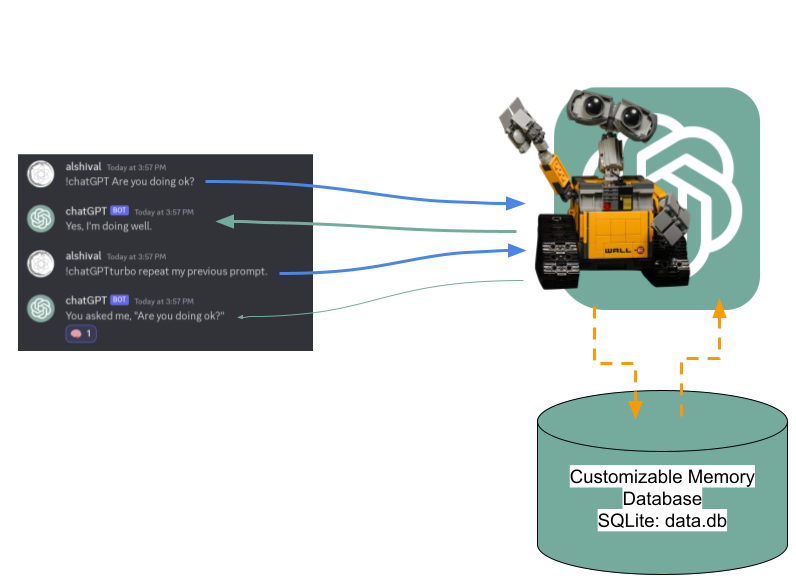 alshival Today at 3:57 PM
!chatGPT Are you doing ok?
chatGPT BOT Today at 3:57 PM
Yes, I'm doing well.
alshival Today at 3:57 PM
!chatGPTturbo repeat my previous prompt.
chatGPT BOT Today at 3:57 PM
You asked me, "Are you doing ok?"
1
WALL·E
Customizable Memory
Database
SQLite: data.db